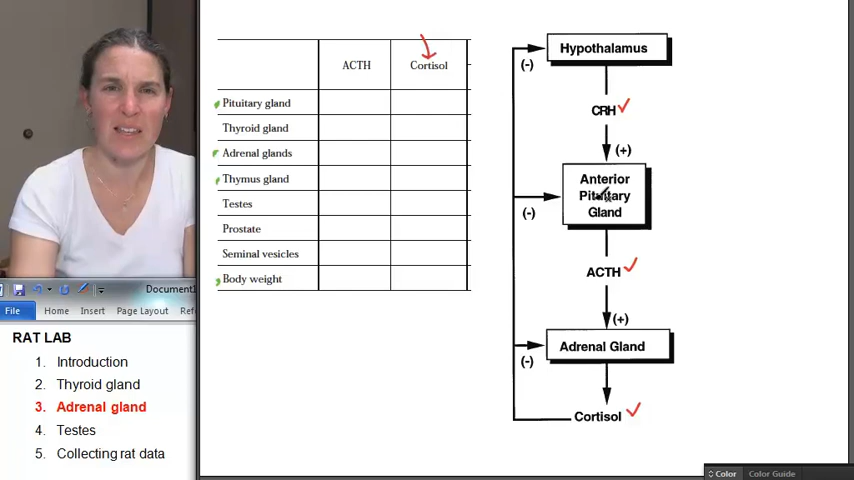 ACTH Cortisol
Pituitary gland
Thyroid gland
Adrenal glands
Thymus gland
Testes
Prostate
Seminal vesicles
Body weight
Hypothalamus
(-)
CRH
(+)
Anterior
Pituitary
Gland
(-)
ACTH
(+)
Adrenal Gland
(-)
Cortisol
Document1
File Home Insert Page Layout Referenc
RAT LAB
1. Introduction
2. Thyroid gland
3. Adrenal gland
4. Testes
5. Collecting rat data
Color Color Guide